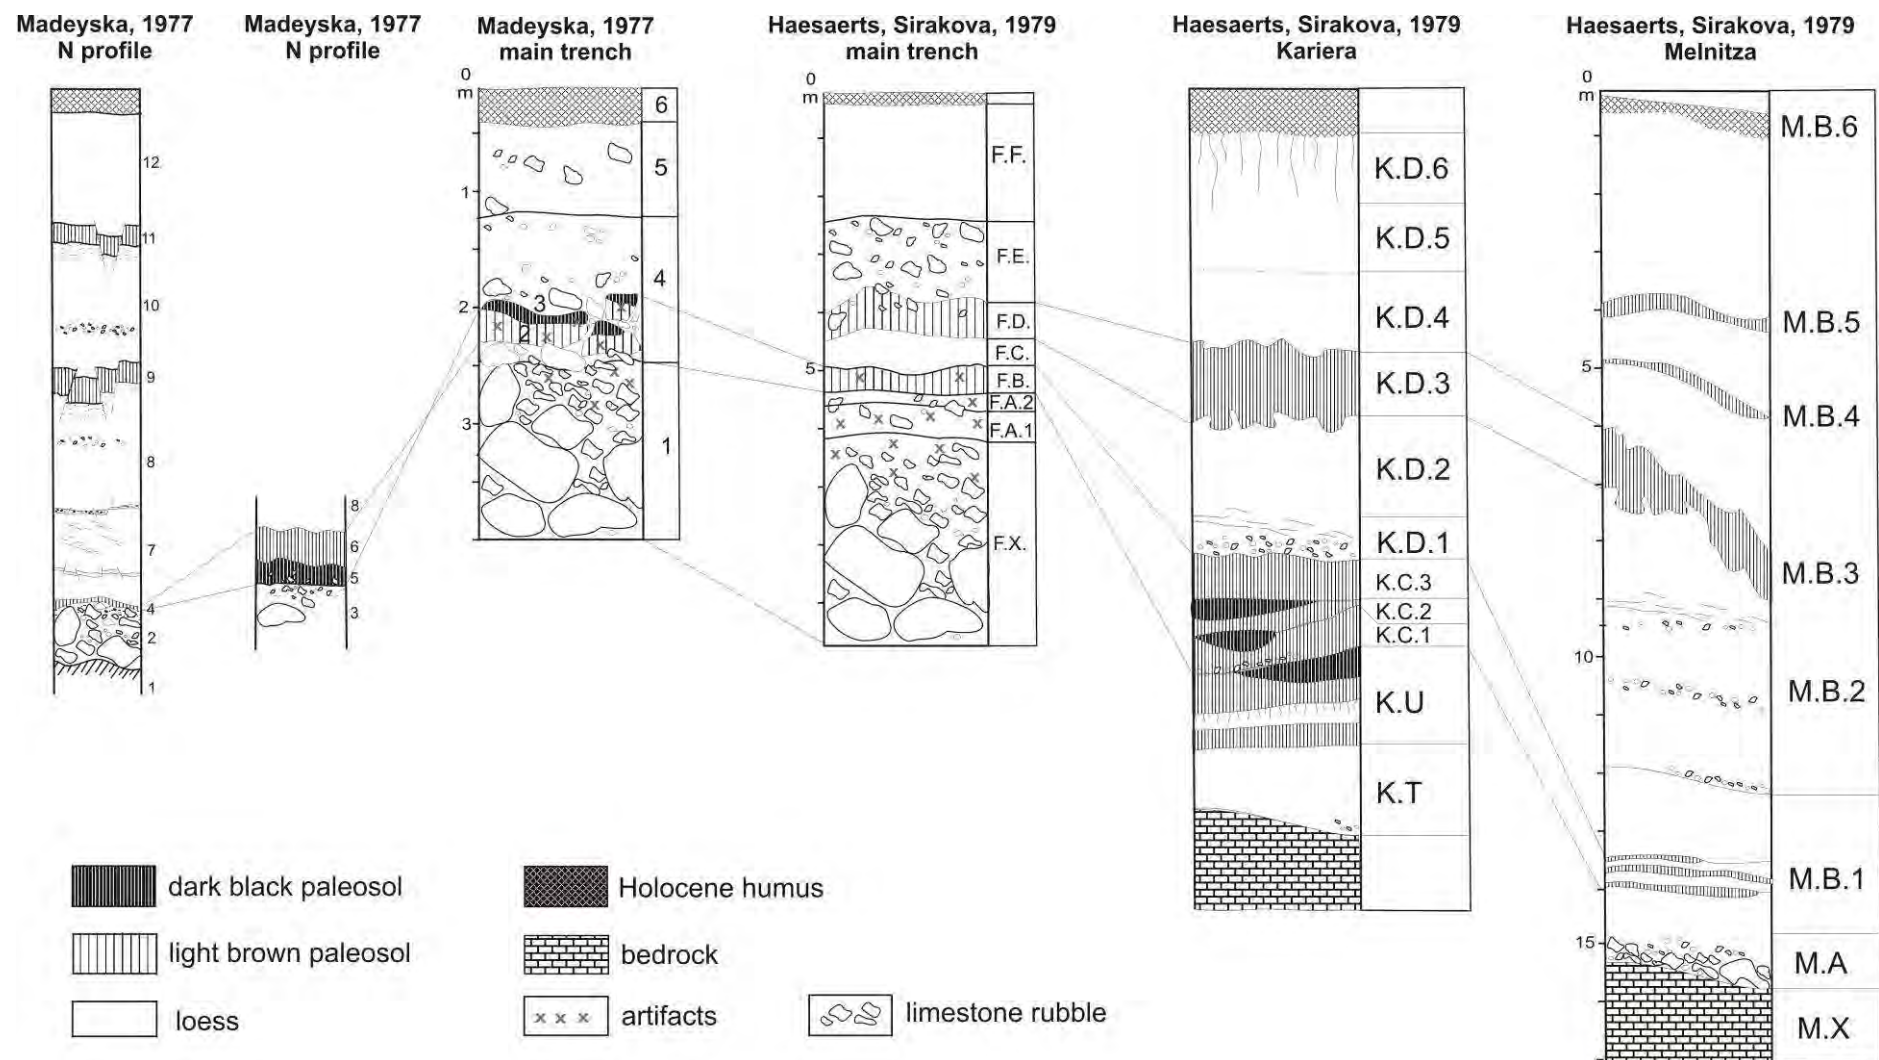 Madeyska, 1977
N profile
Madeyska, 1977
N profile
Madeyska, 1977
main trench
Haesaerts, Sirakova, 1979
main trench
Haesaerts, Sirakova, 1979
Kariera
Haesaerts, Sirakova, 1979
Melnitza
12
11
10
9
8
7
4
2
1
8
6
5
3
0
m
1
2
3
6
5
4
3
2
1
0
m
5
F.F.
F.E.
F.D.
F.C.
F.B.
F.A.2
F.A.1
F.X.
K.D.6
K.D.5
K.D.4
K.D.3
K.D.2
K.D.1
K.C.3
K.C.2
K.C.1
K.U
K.T
0
m
5
10
15
M.B.6
M.B.5
M.B.4
M.B.3
M.B.2
M.B.1
M.A
M.X
dark black paleosol
light brown paleosol
loess
Holocene humus
bedrock
artifacts
limestone rubble